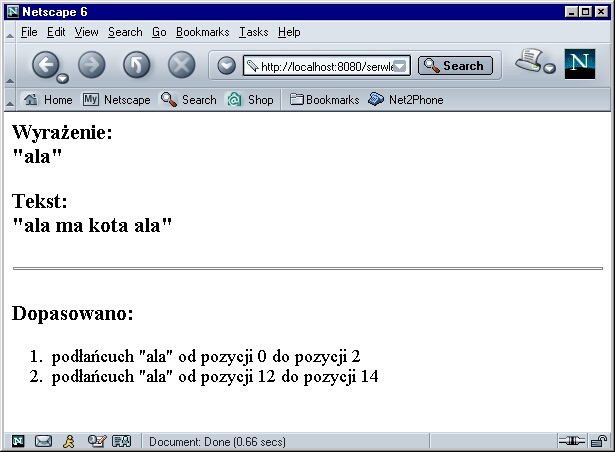 Netscape 6
File Edit View Search Go Bookmarks Tasks Help
http://localhost:8080/serwle Search
N
Home My Netscape Search Shop Bookmarks Net2Phone
Wyrażenie:
"ala"
Tekst:
"ala ma kota ala"
Dopasowano:
1. podłańcuch "ala" od pozycji 0 do pozycji 2
2. podłańcuch "ala" od pozycji 12 do pozycji 14
Document: Done (0.66 secs)